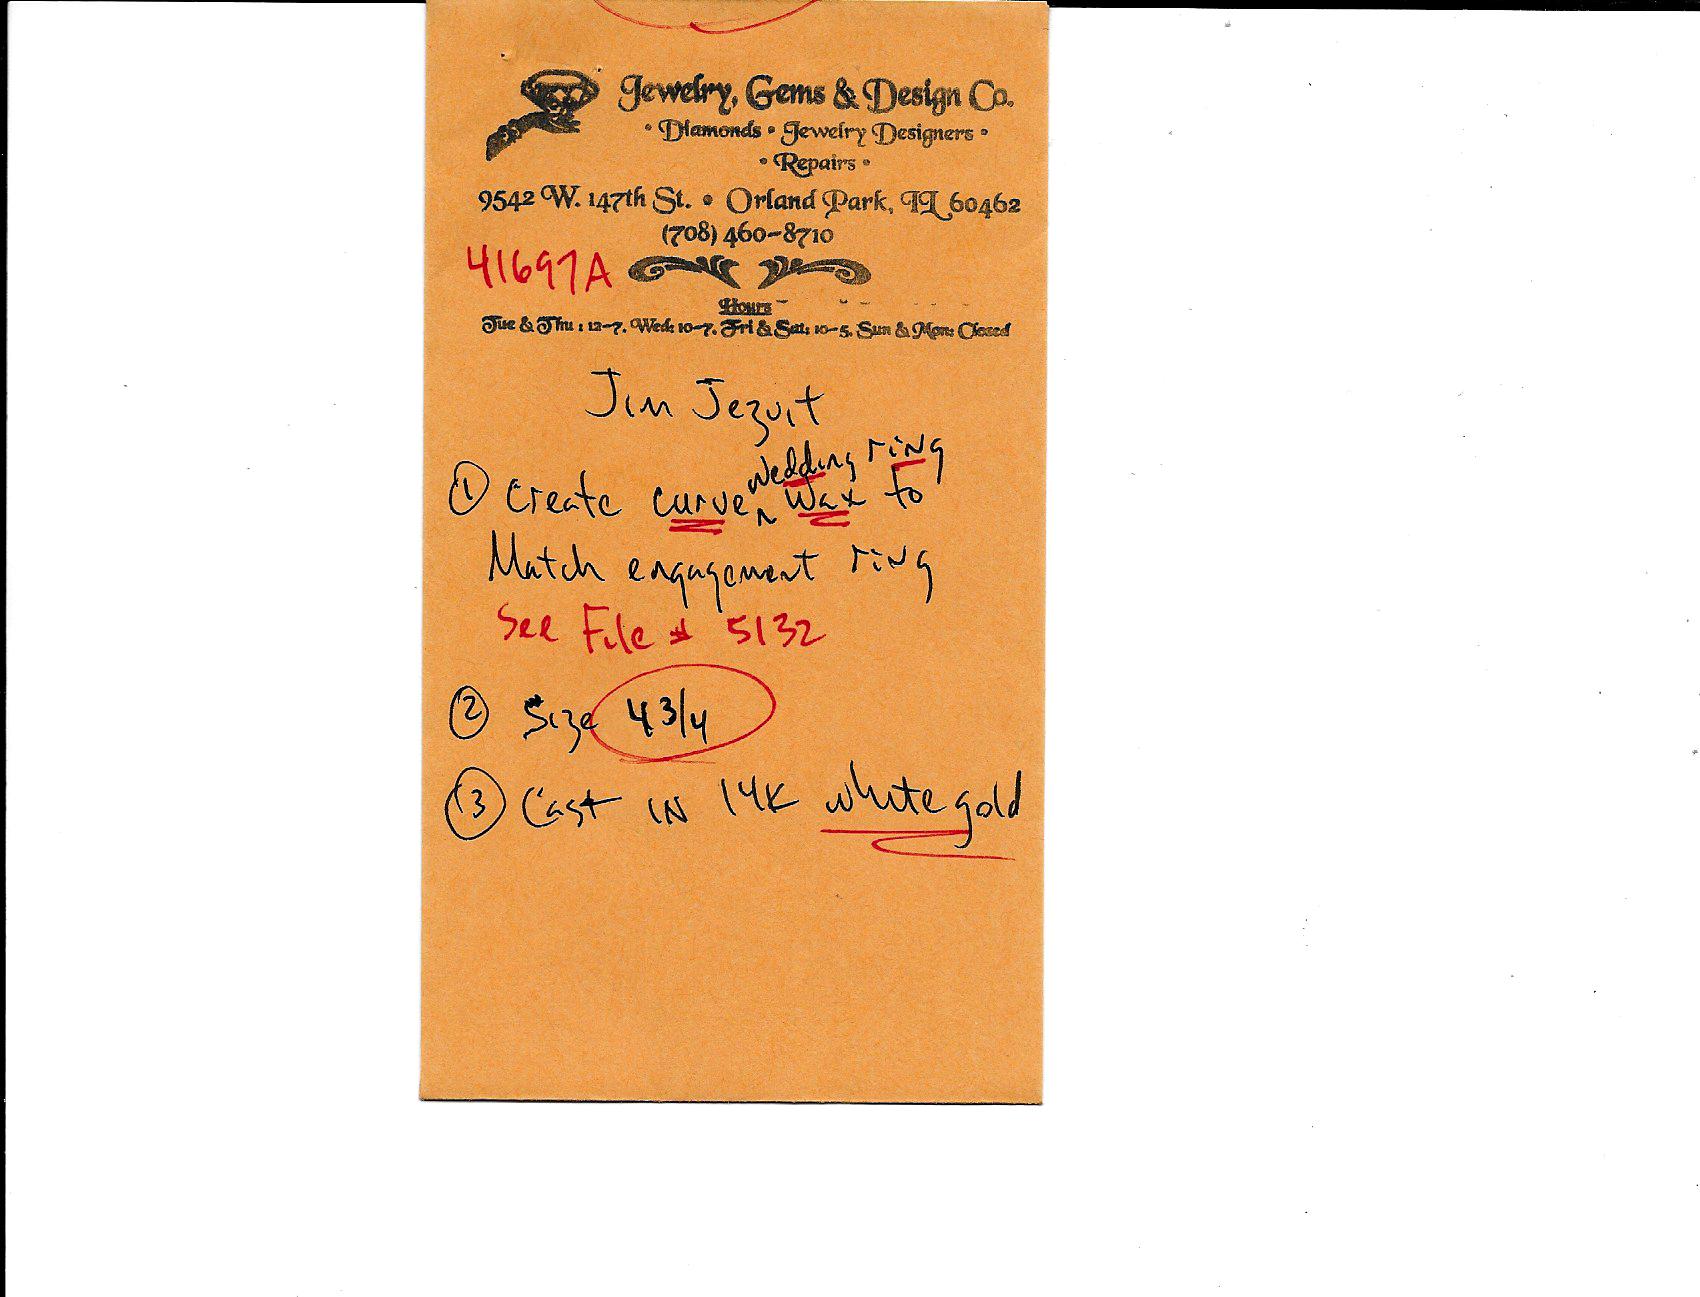 Jewelry, Gems & Design Co.
• Diamonds • Jewelry Designers •
• Repairs •
9542 W. 147th St. • Orland Park, IL 60462
(708) 460-8710
41697A
Hours
Tue & Thu : 12-7, Wed: 10-7, Fri & Sat: 10-5, Sun & Mon: Closed
Jim Jezuit
wedding ring
① Create curve ^ wax to
Match engagement ring
See File # 5132
② Size 4 3/4
③ Cast in 14K white gold